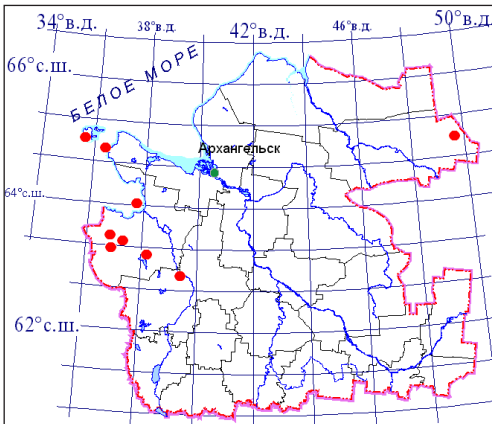 34°в.д.
38°в.д.
42°в.д.
46°в.д.
50°в.д.
66°с.ш.
БЕЛОЕ МОРЕ
Архангельск
64°с.ш.
62°с.ш.